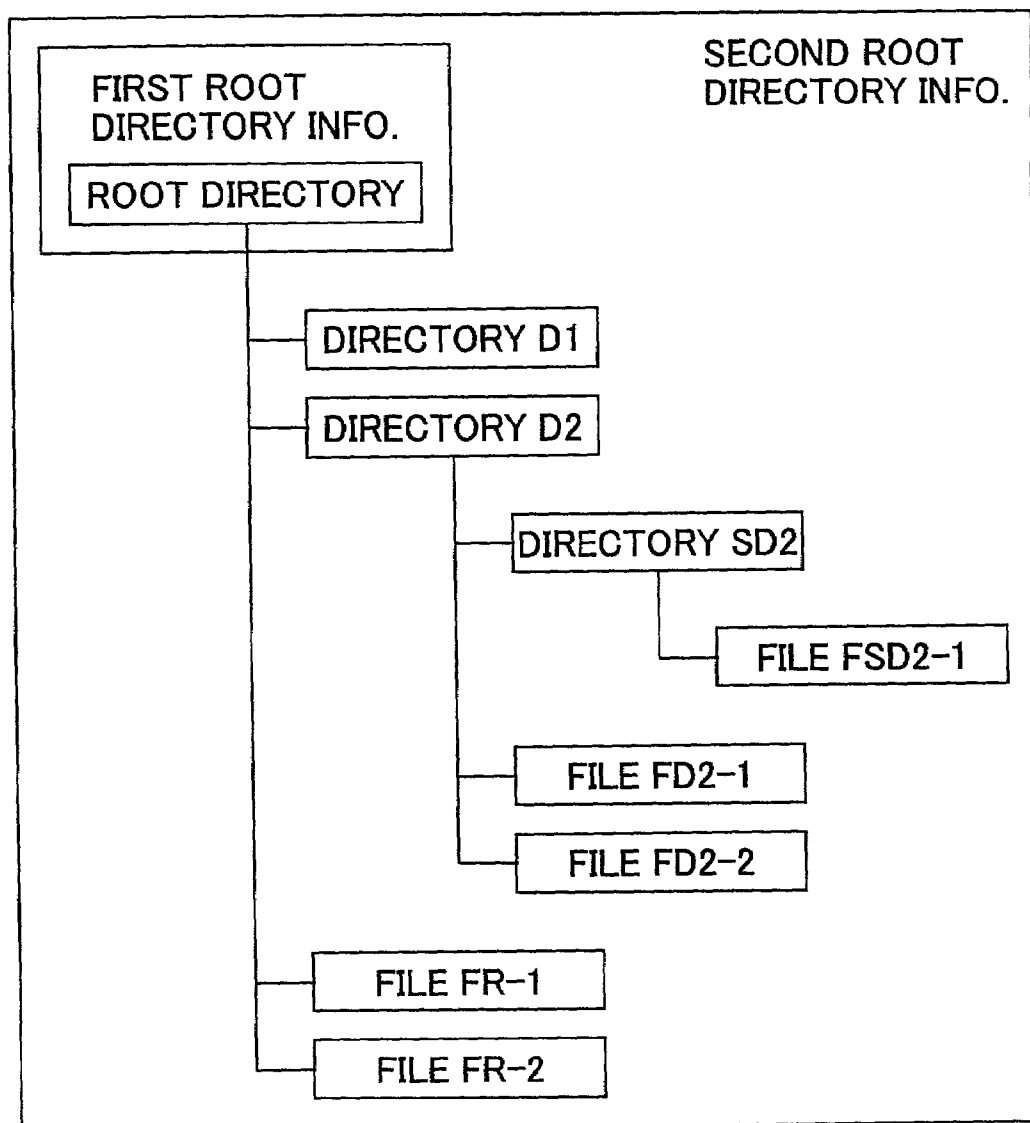 FIRST ROOT
DIRECTORY INFO.
ROOT DIRECTORY
SECOND ROOT
DIRECTORY INFO.
DIRECTORY D1
DIRECTORY D2
DIRECTORY SD2
FILE FSD2-1
FILE FD2-1
FILE FD2-2
FILE FR-1
FILE FR-2